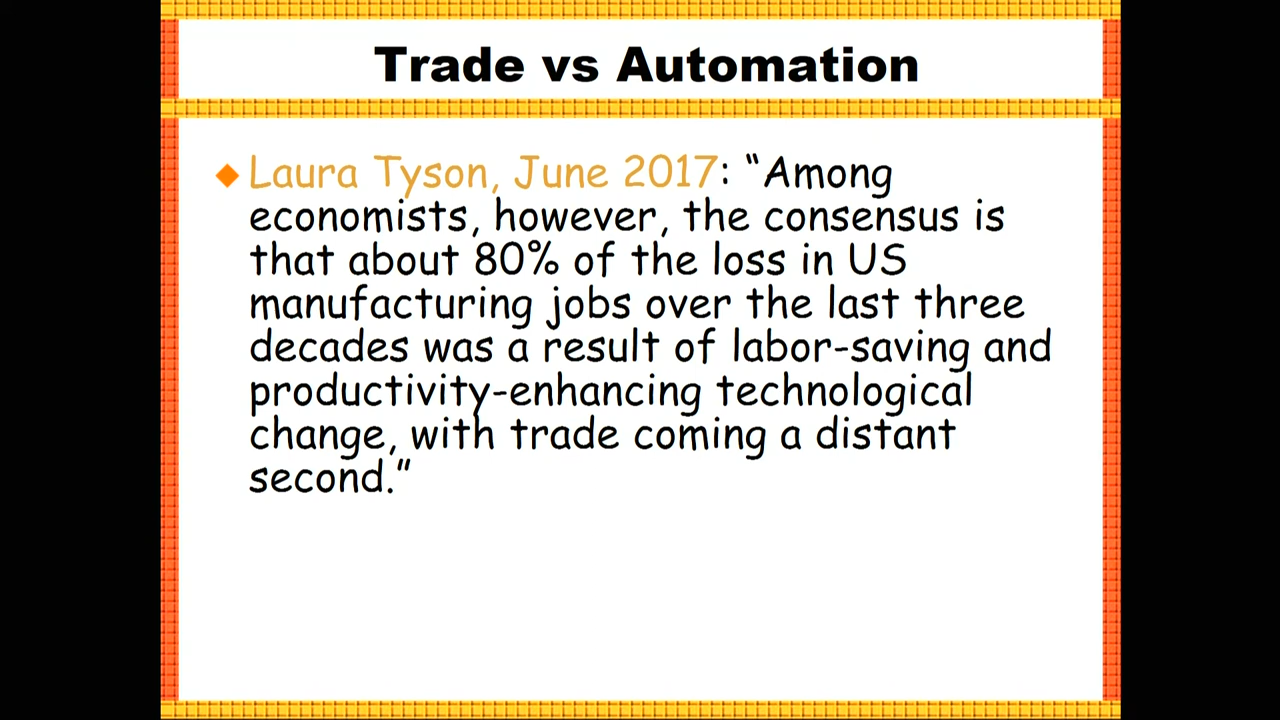 Trade vs Automation
Laura Tyson, June 2017: “Among
economists, however, the consensus is
that about 80% of the loss in US
manufacturing jobs over the last three
decades was a result of labor-saving and
productivity-enhancing technological
change, with trade coming a distant
second.”